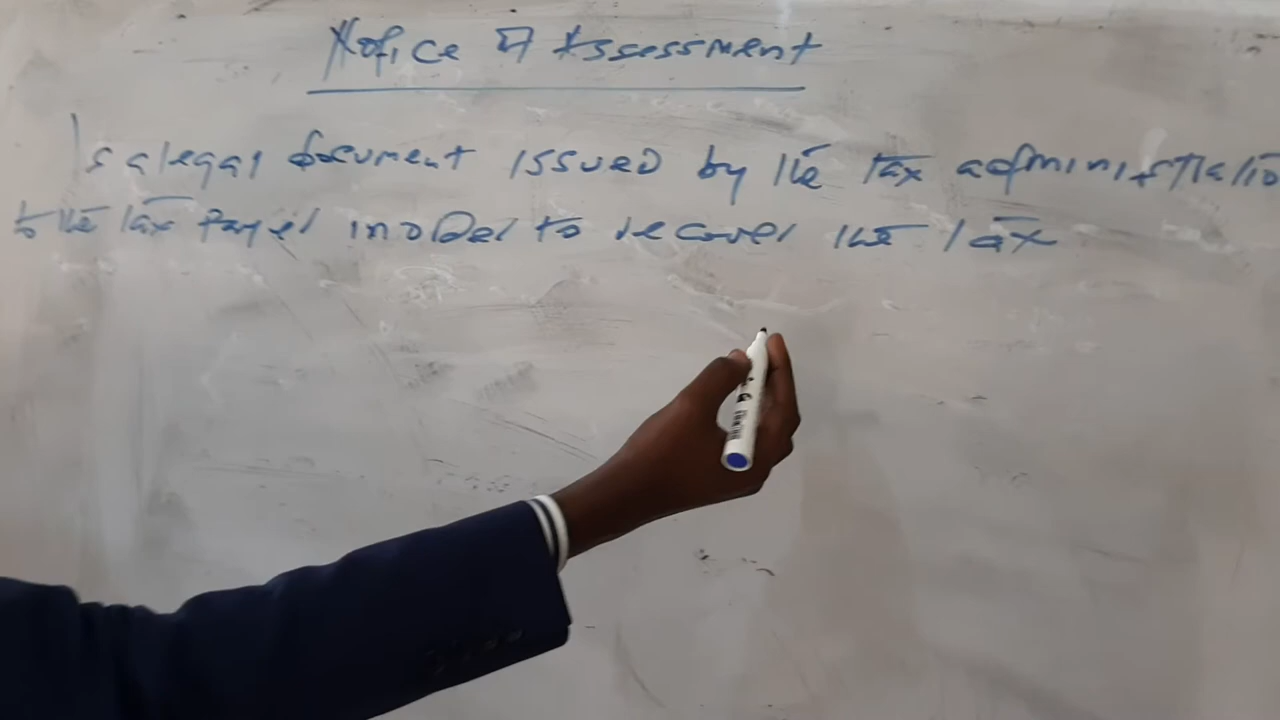 Notice of Assessment
Is a legal document issued by the tax administratio
to the tax payer in order to recover the tax